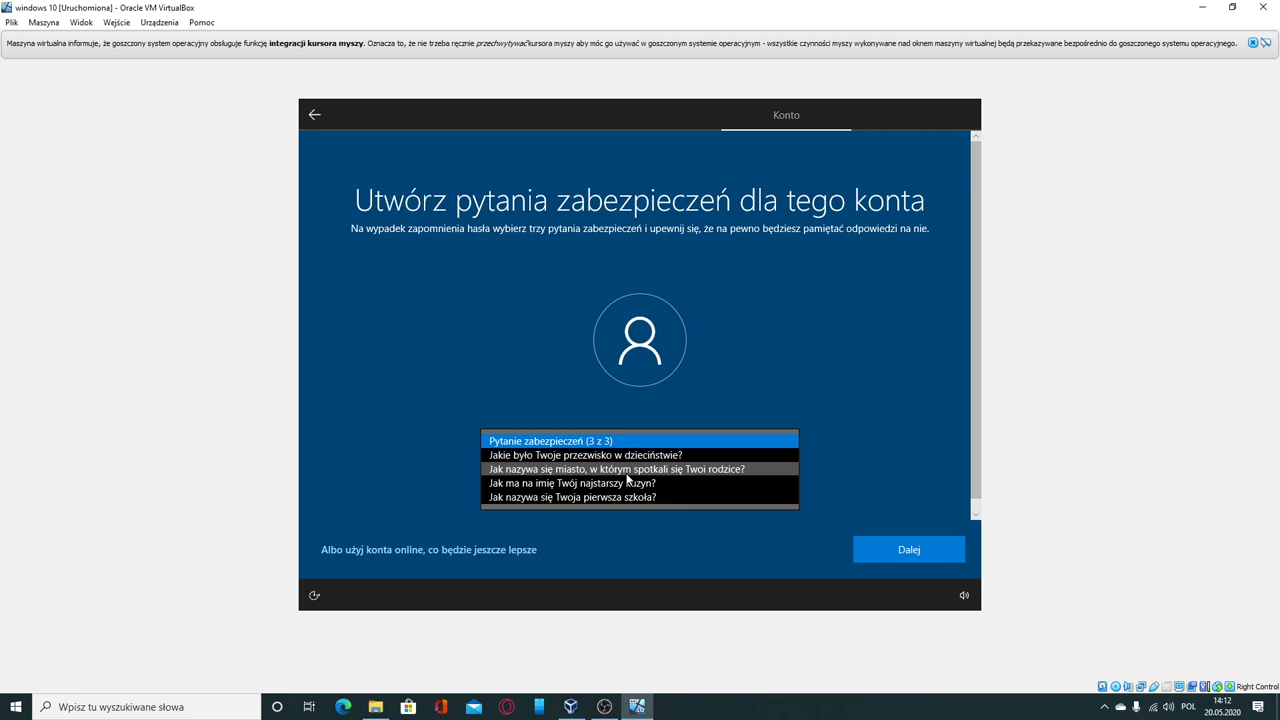 windows 10 [Uruchomiona] - Oracle VM VirtualBox
Plik Maszyna Widok Wejście Urządzenia Pomoc
Maszyna wirtualna informuje, że goszczony system operacyjny obsługuje funkcję integracji kursora myszy. Oznacza to, że nie trzeba ręcznie przechwytywać kursora myszy aby móc go używać w goszczonym systemie operacyjnym - wszystkie czynności myszy wykonywane nad oknem maszyny wirtualnej będą przekazywane bezpośrednio do goszczonego systemu operacyjnego.
Konto
Utwórz pytania zabezpieczeń dla tego konta
Na wypadek zapomnienia hasła wybierz trzy pytania zabezpieczeń i upewnij się, że na pewno będziesz pamiętać odpowiedzi na nie.
Pytanie zabezpieczeń (3 z 3)
Jakie było Twoje przezwisko w dzieciństwie?
Jak nazywa się miasto, w którym spotkali się Twoi rodzice?
Jak ma na imię Twój najstarszy kuzyn?
Jak nazywa się Twoja pierwsza szkoła?
Albo użyj konta online, co będzie jeszcze lepsze
Dalej
Right Control
Wpisz tu wyszukiwane słowa
POL
14:12
20.05.2020